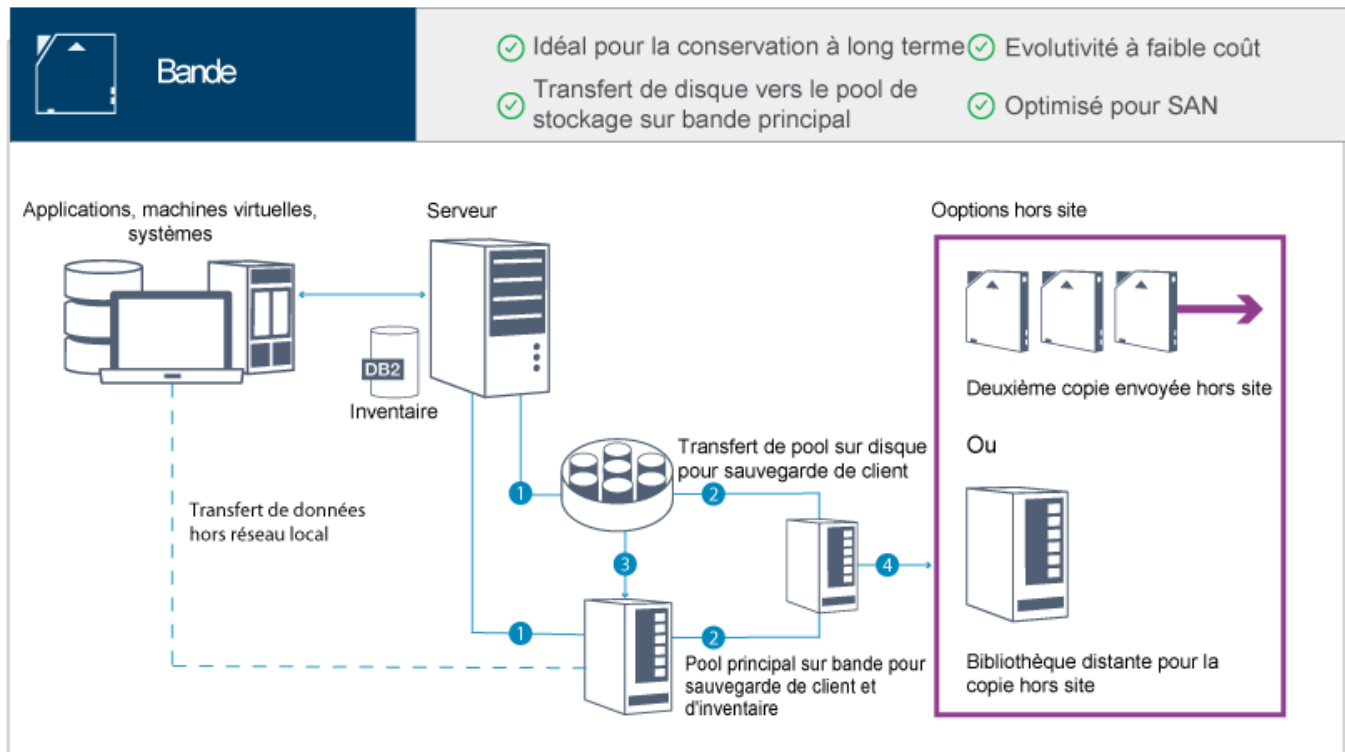 Bande
Idéal pour la conservation à long terme
Evolutivité à faible coût
Transfert de disque vers le pool de
stockage sur bande principal
Optimisé pour SAN
Applications, machines virtuelles,
systèmes
Serveur
Ooptions hors site
DB2
Inventaire
Deuxième copie envoyée hors site
Transfert de pool sur disque
pour sauvegarde de client
Ou
1
2
Transfert de données
hors réseau local
3
4
1
2
Pool principal sur bande pour
sauvegarde de client et
d'inventaire
Bibliothèque distante pour la
copie hors site